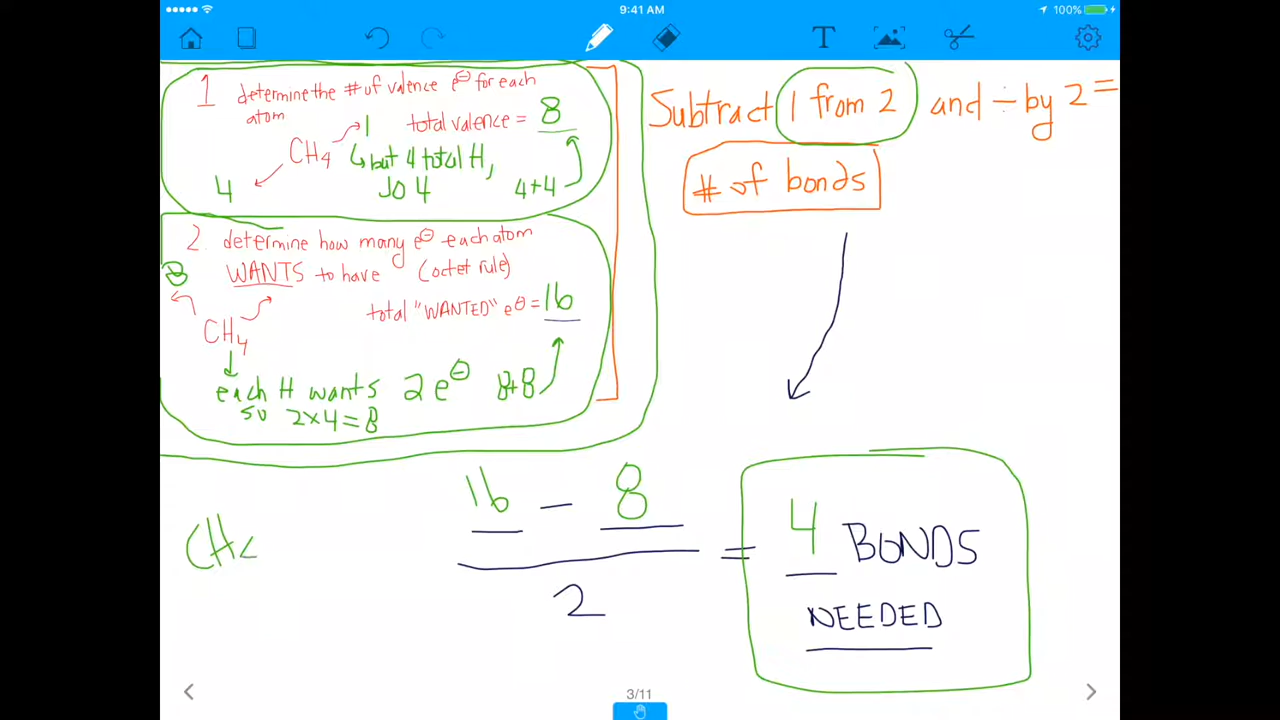 9:41 AM
100%
T
1 determine the # of valence e⊖ for each
atom
total valence = 8
1
CH4
↳ but 4 total H,
so 4
4
4+4
2. determine how many e⊖ each atom
WANTS to have (octet rule)
8
total "WANTED" e⊖ = 16
CH4
each H wants 2 e⊖
8+8
so 2×4=8
Subtract 1 from 2 and ÷ by 2 =
# of bonds
16 - 8
2
= 4 BONDS
NEEDED
3/11